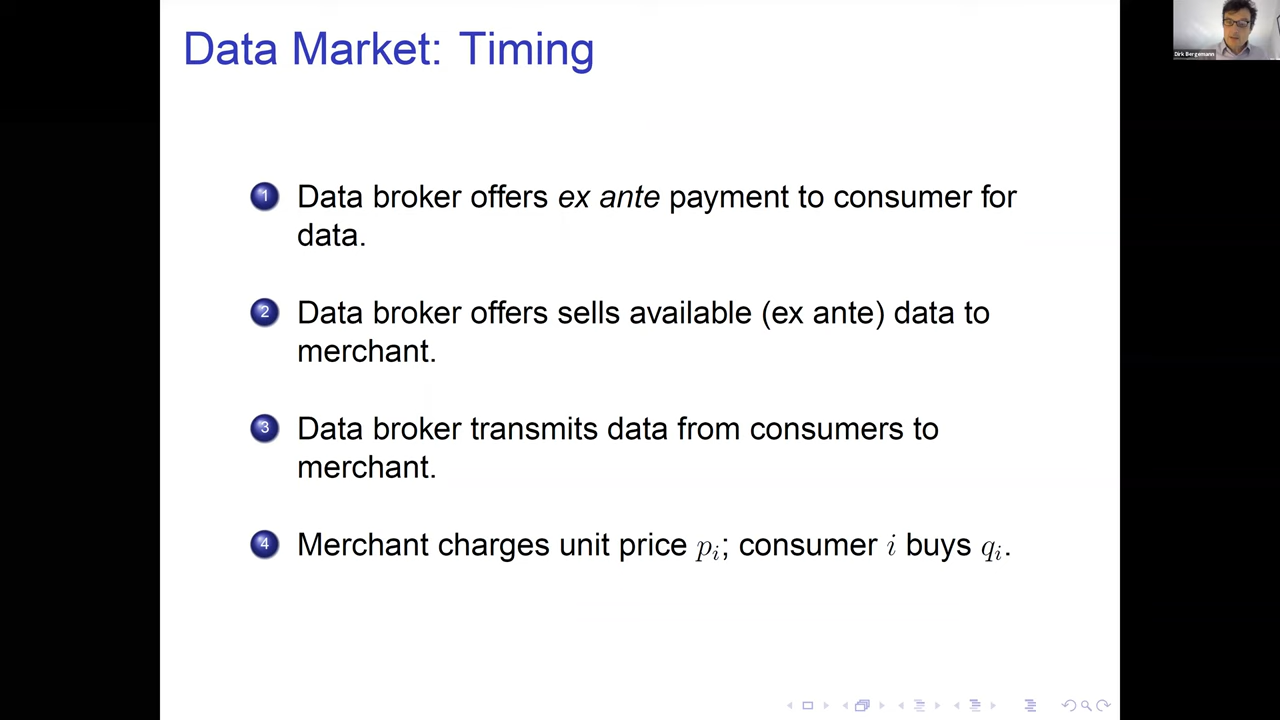 Data Market: Timing
Dirk Bergemann
1 Data broker offers ex ante payment to consumer for
data.
2 Data broker offers sells available (ex ante) data to
merchant.
3 Data broker transmits data from consumers to
merchant.
4 Merchant charges unit price p_i; consumer i buys q_i.